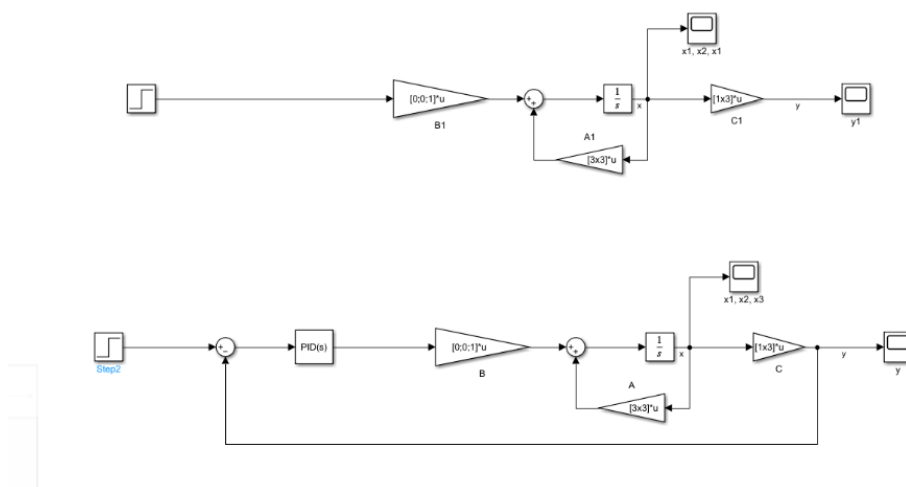 x1, x2, x1
[0;0;1]*u
B1
+
+
1
s
x
[1x3]*u
C1
y
y1
A1
[3x3]*u
x1, x2, x3
Step2
+
−
PID(s)
[0;0;1]*u
B
+
+
1
s
x
[1x3]*u
C
y
y
A
[3x3]*u